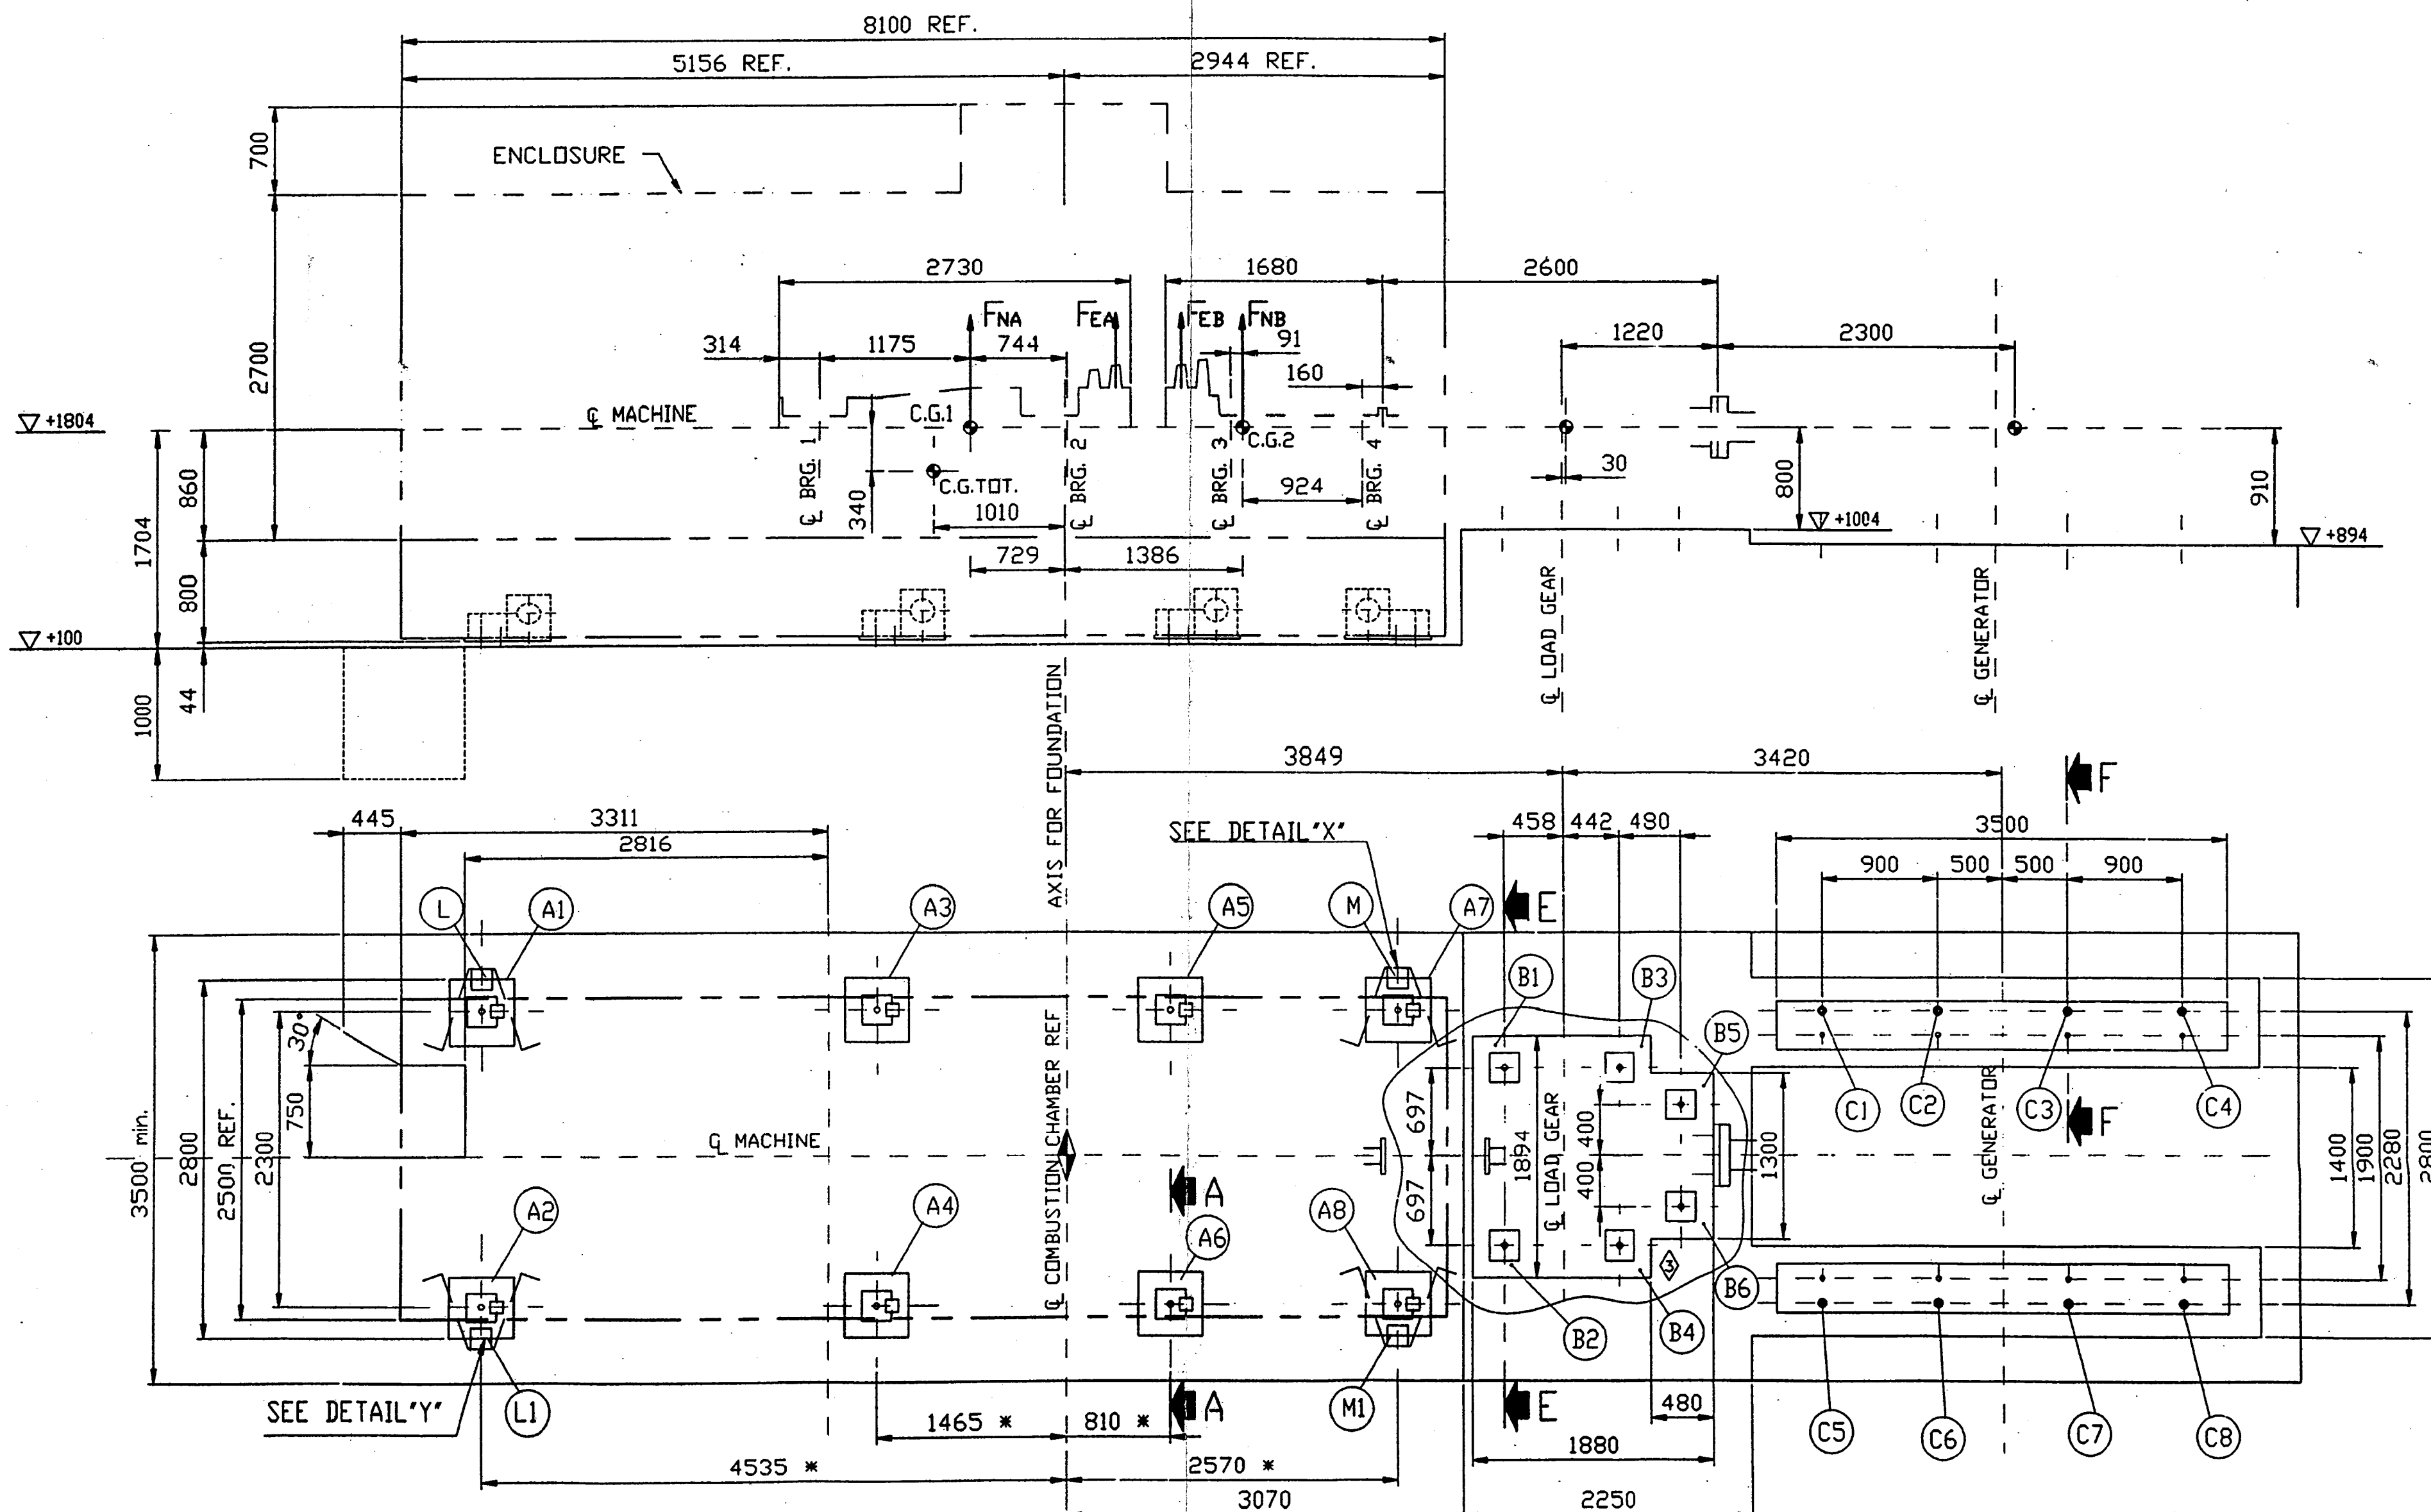 8100 REF.
5156 REF.
2944 REF.
700
ENCLOSURE
2700
2730
1680
2600
FNA
FEA
FEB
FNB
314
1175
744
91
1220
2300
160
+1804
℄ MACHINE
C.G.1
C.G.2
C.G.TOT.
340
℄ BRG. 1
℄ BRG. 2
℄ BRG. 3
℄ BRG. 4
30
800
+1004
910
+894
860
1704
1010
924
729
1386
800
+100
44
1000
AXIS FOR FOUNDATION
℄ LOAD GEAR
℄ GENERATOR
3849
3420
F
445
3311
2816
SEE DETAIL"X"
458
442
480
3500
900
500
500
900
L
A1
A3
A5
M
A7
E
B1
B3
B5
30°
750
3500 min.
2800
2500 REF.
2300
℄ MACHINE
℄ COMBUSTION CHAMBER REF
697
697
1894
℄ LOAD GEAR
400
400
1300
C1
C2
C3
C4
F
℄ GENERATOR
1400
1900
2280
2800
A
A2
A4
A6
A8
3
B6
B2
B4
SEE DETAIL"Y"
L1
A
M1
E
480
C5
C6
C7
C8
1465 *
810 *
1880
4535 *
2570 *
3070
2250